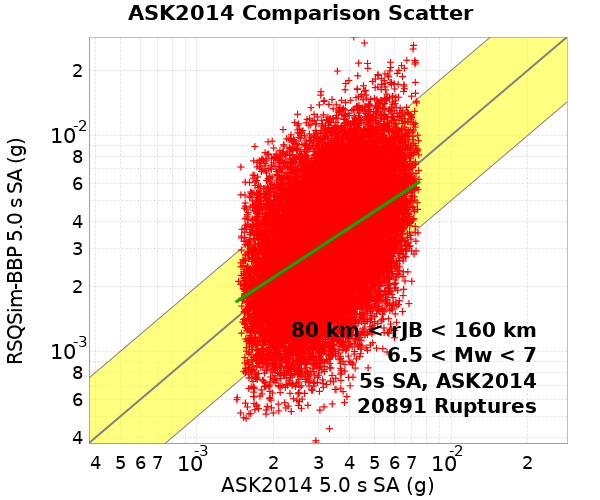 ASK2014 Comparison Scatter
RSQSim-BBP 5.0 s SA (g)
2
10-2
8
6
4
3
2
10-3
8
6
4
80 km < rJB < 160 km
6.5 < Mw < 7
5s SA, ASK2014
20891 Ruptures
4 5 6 7 10-3 2 3 4 5 6 7 10-2 2
ASK2014 5.0 s SA (g)